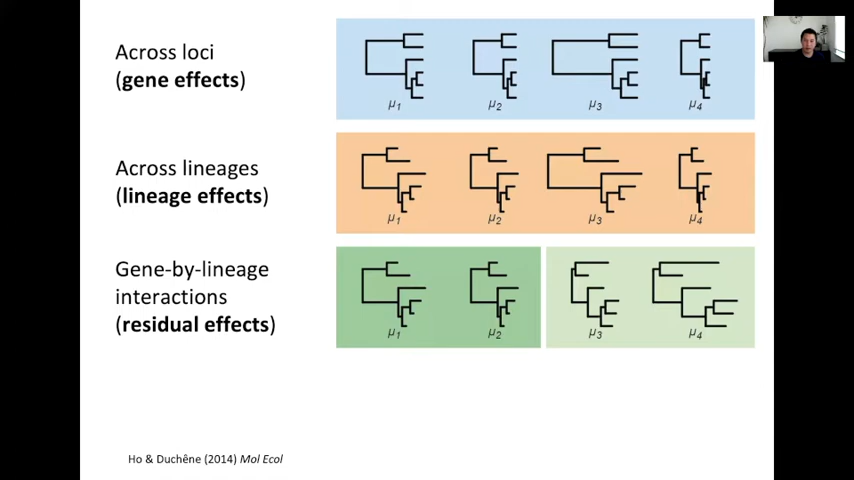 Across loci
(gene effects)
μ1 μ2 μ3 μ4
Across lineages
(lineage effects)
μ1 μ2 μ3 μ4
Gene-by-lineage
interactions
(residual effects)
μ1 μ2 μ3 μ4
Ho & Duchêne (2014) Mol Ecol